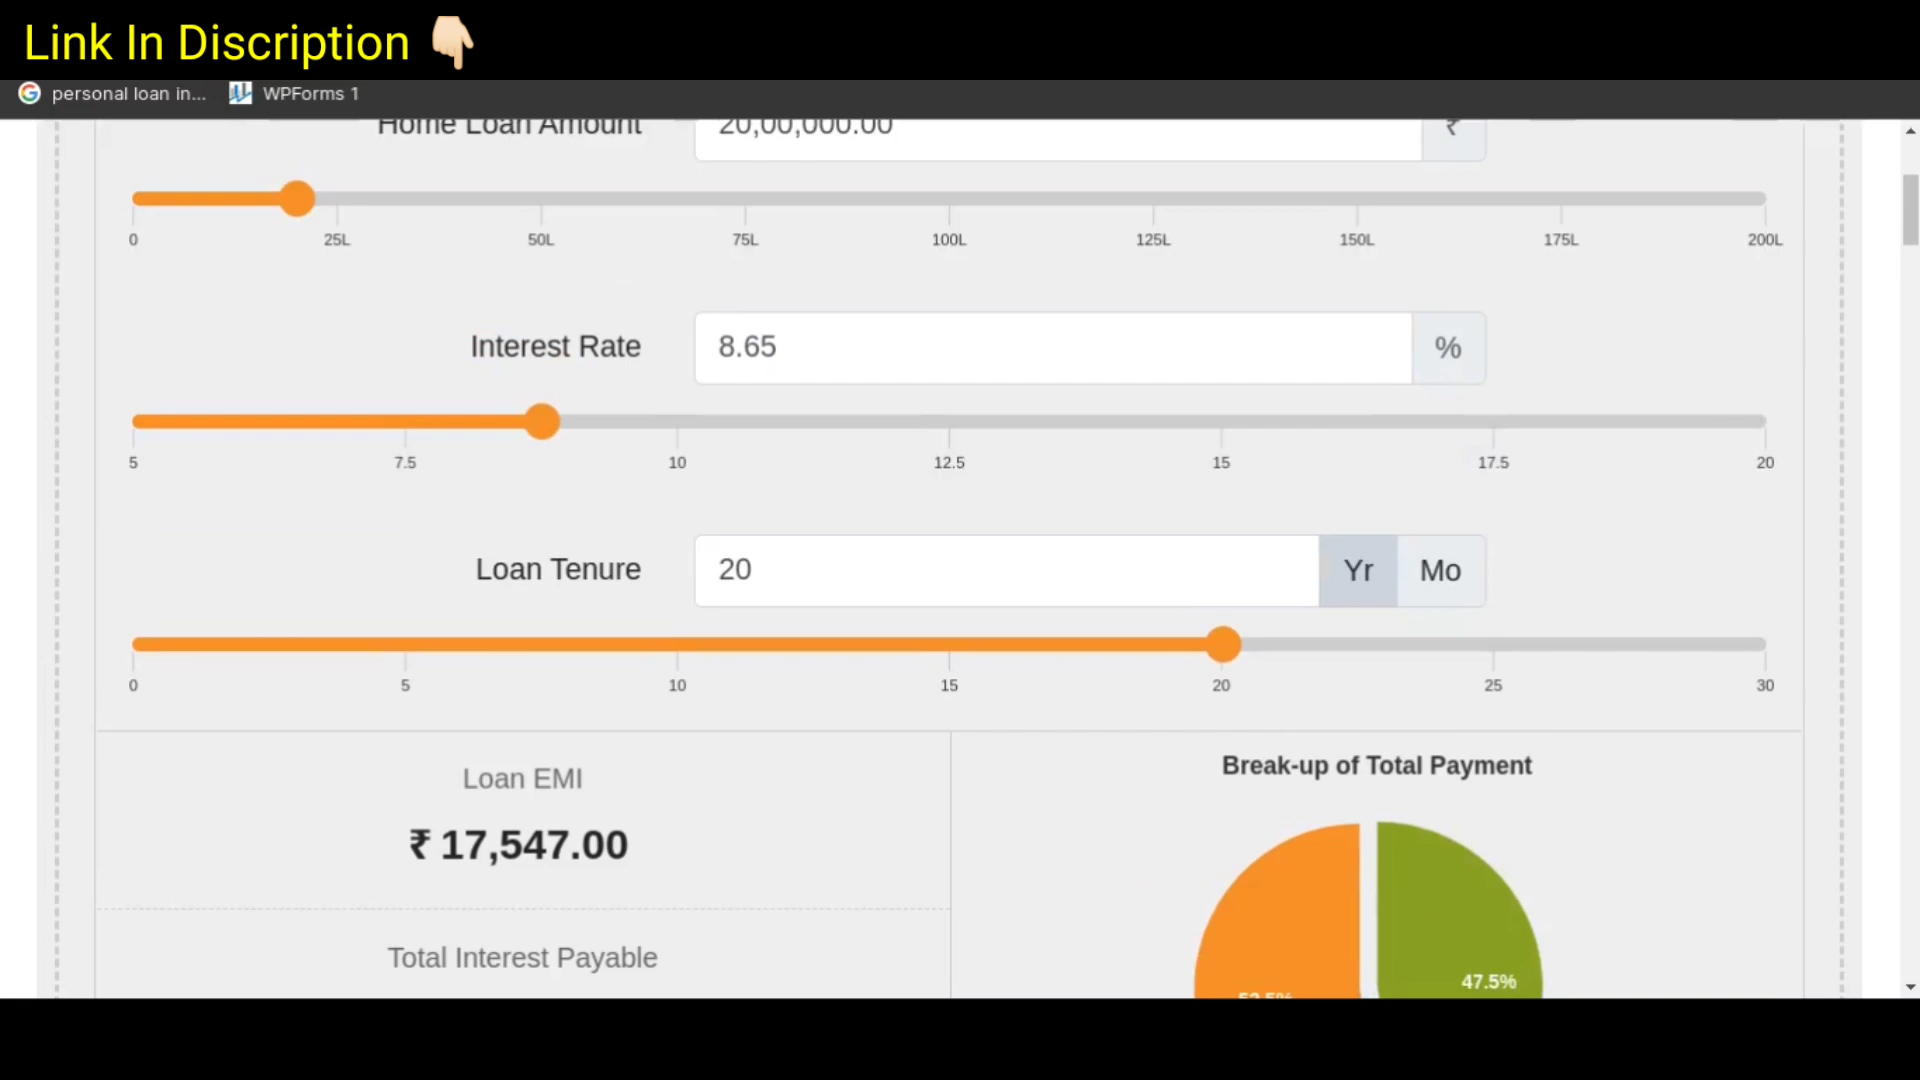 Link In Discription 👇🏻
personal loan in... WPForms 1
Home Loan Amount 20,00,000.00 ₹
0 25L 50L 75L 100L 125L 150L 175L 200L
Interest Rate 8.65 %
5 7.5 10 12.5 15 17.5 20
Loan Tenure 20 Yr Mo
0 5 10 15 20 25 30
Loan EMI
₹ 17,547.00
Total Interest Payable
Break-up of Total Payment
47.5%
52.5%